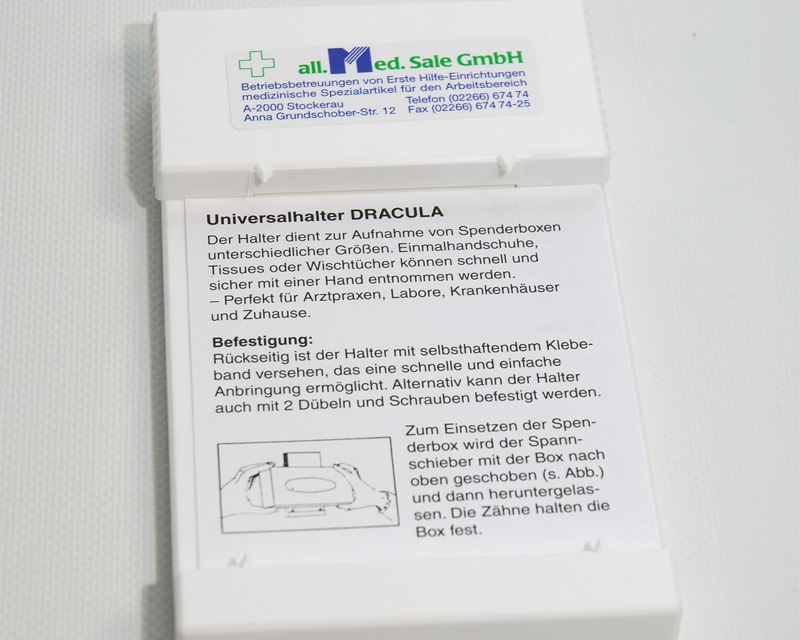 all.Med. Sale GmbH
Betriebsbetreuungen von Erste Hilfe-Einrichtungen
medizinische Spezialartikel für den Arbeitsbereich
A-2000 Stockerau Telefon (02266) 674 74
Anna Grundschober-Str. 12 Fax (02266) 674 74-25
Universalhalter DRACULA
Der Halter dient zur Aufnahme von Spenderboxen
unterschiedlicher Größen. Einmalhandschuhe,
Tissues oder Wischtücher können schnell und
sicher mit einer Hand entnommen werden.
– Perfekt für Arztpraxen, Labore, Krankenhäuser
und Zuhause.
Befestigung:
Rückseitig ist der Halter mit selbsthaftendem Klebe-
band versehen, das eine schnelle und einfache
Anbringung ermöglicht. Alternativ kann der Halter
auch mit 2 Dübeln und Schrauben befestigt werden.
Zum Einsetzen der Spen-
derbox wird der Spann-
schieber mit der Box nach
oben geschoben (s. Abb.)
und dann heruntergelas-
sen. Die Zähne halten die
Box fest.